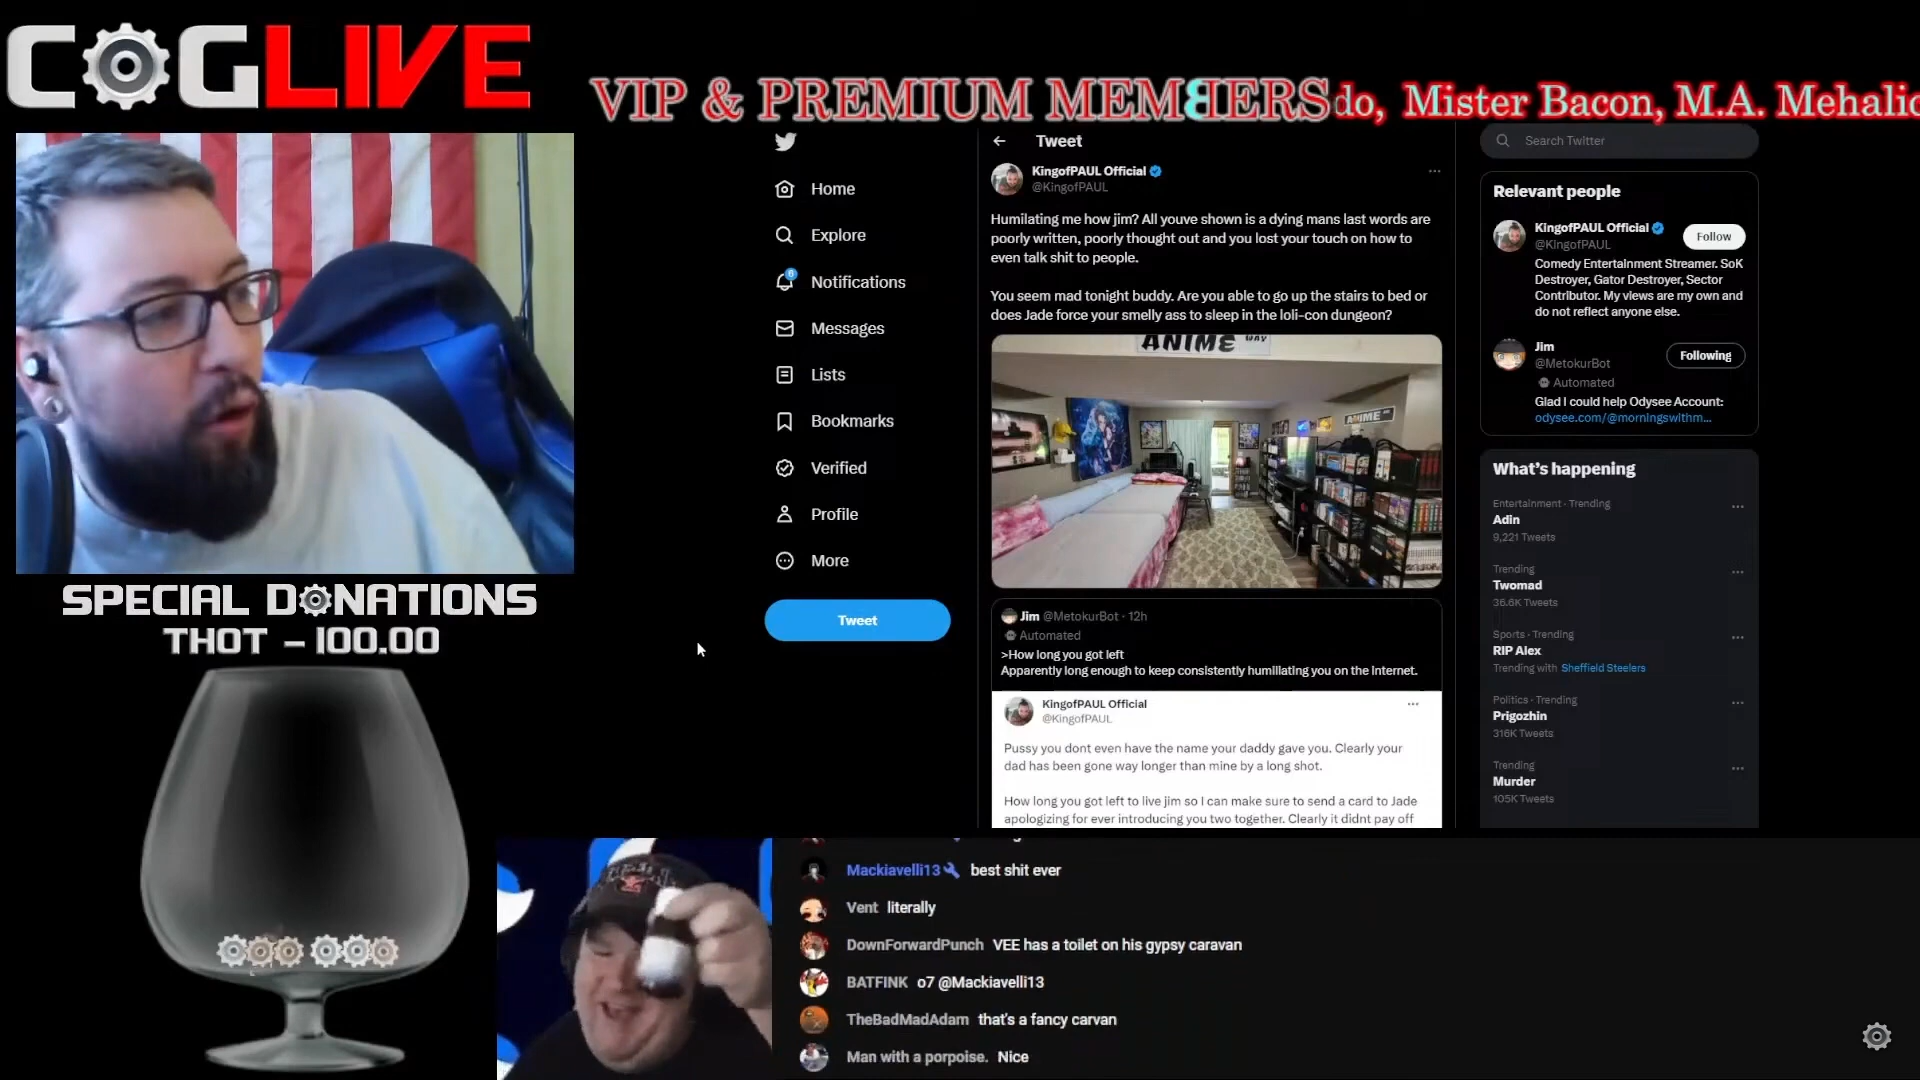 COGLIVE
VIP & PREMIUM MEMBERS
do, Mister Bacon, M.A. Mehalic
SPECIAL DONATIONS
THOT - 100.00
Home
Explore
6
Notifications
Messages
Lists
Bookmarks
Verified
Profile
More
Tweet
Tweet
KingofPAUL Official
@KingofPAUL
Humilating me how jim? All youve shown is a dying mans last words are
poorly written, poorly thought out and you lost your touch on how to
even talk shit to people.
You seem mad tonight buddy. Are you able to go up the stairs to bed or
does Jade force your smelly ass to sleep in the loli-con dungeon?
ANIME WAY
ANIME
Jim @MetokurBot · 12h
Automated
>How long you got left
Apparently long enough to keep consistently humiliating you on the internet.
KingofPAUL Official
@KingofPAUL
Pussy you dont even have the name your daddy gave you. Clearly your
dad has been gone way longer than mine by a long shot.
How long you got left to live jim so I can make sure to send a card to Jade
apologizing for ever introducing you two together. Clearly it didnt pay off
Search Twitter
Relevant people
KingofPAUL Official
@KingofPAUL
Follow
Comedy Entertainment Streamer. SoK
Destroyer, Gator Destroyer, Sector
Contributor. My views are my own and
do not reflect anyone else.
Jim
@MetokurBot
Following
Automated
Glad I could help Odysee Account:
odysee.com/@morningswithm...
What's happening
Entertainment · Trending
Adin
9,221 Tweets
Trending
Twomad
36.6K Tweets
Sports · Trending
RIP Alex
Trending with Sheffield Steelers
Politics · Trending
Prigozhin
316K Tweets
Trending
Murder
105K Tweets
Mackiavelli13 best shit ever
Vent literally
DownForwardPunch VEE has a toilet on his gypsy caravan
BATFINK o7 @Mackiavelli13
TheBadMadAdam that's a fancy carvan
Man with a porpoise. Nice